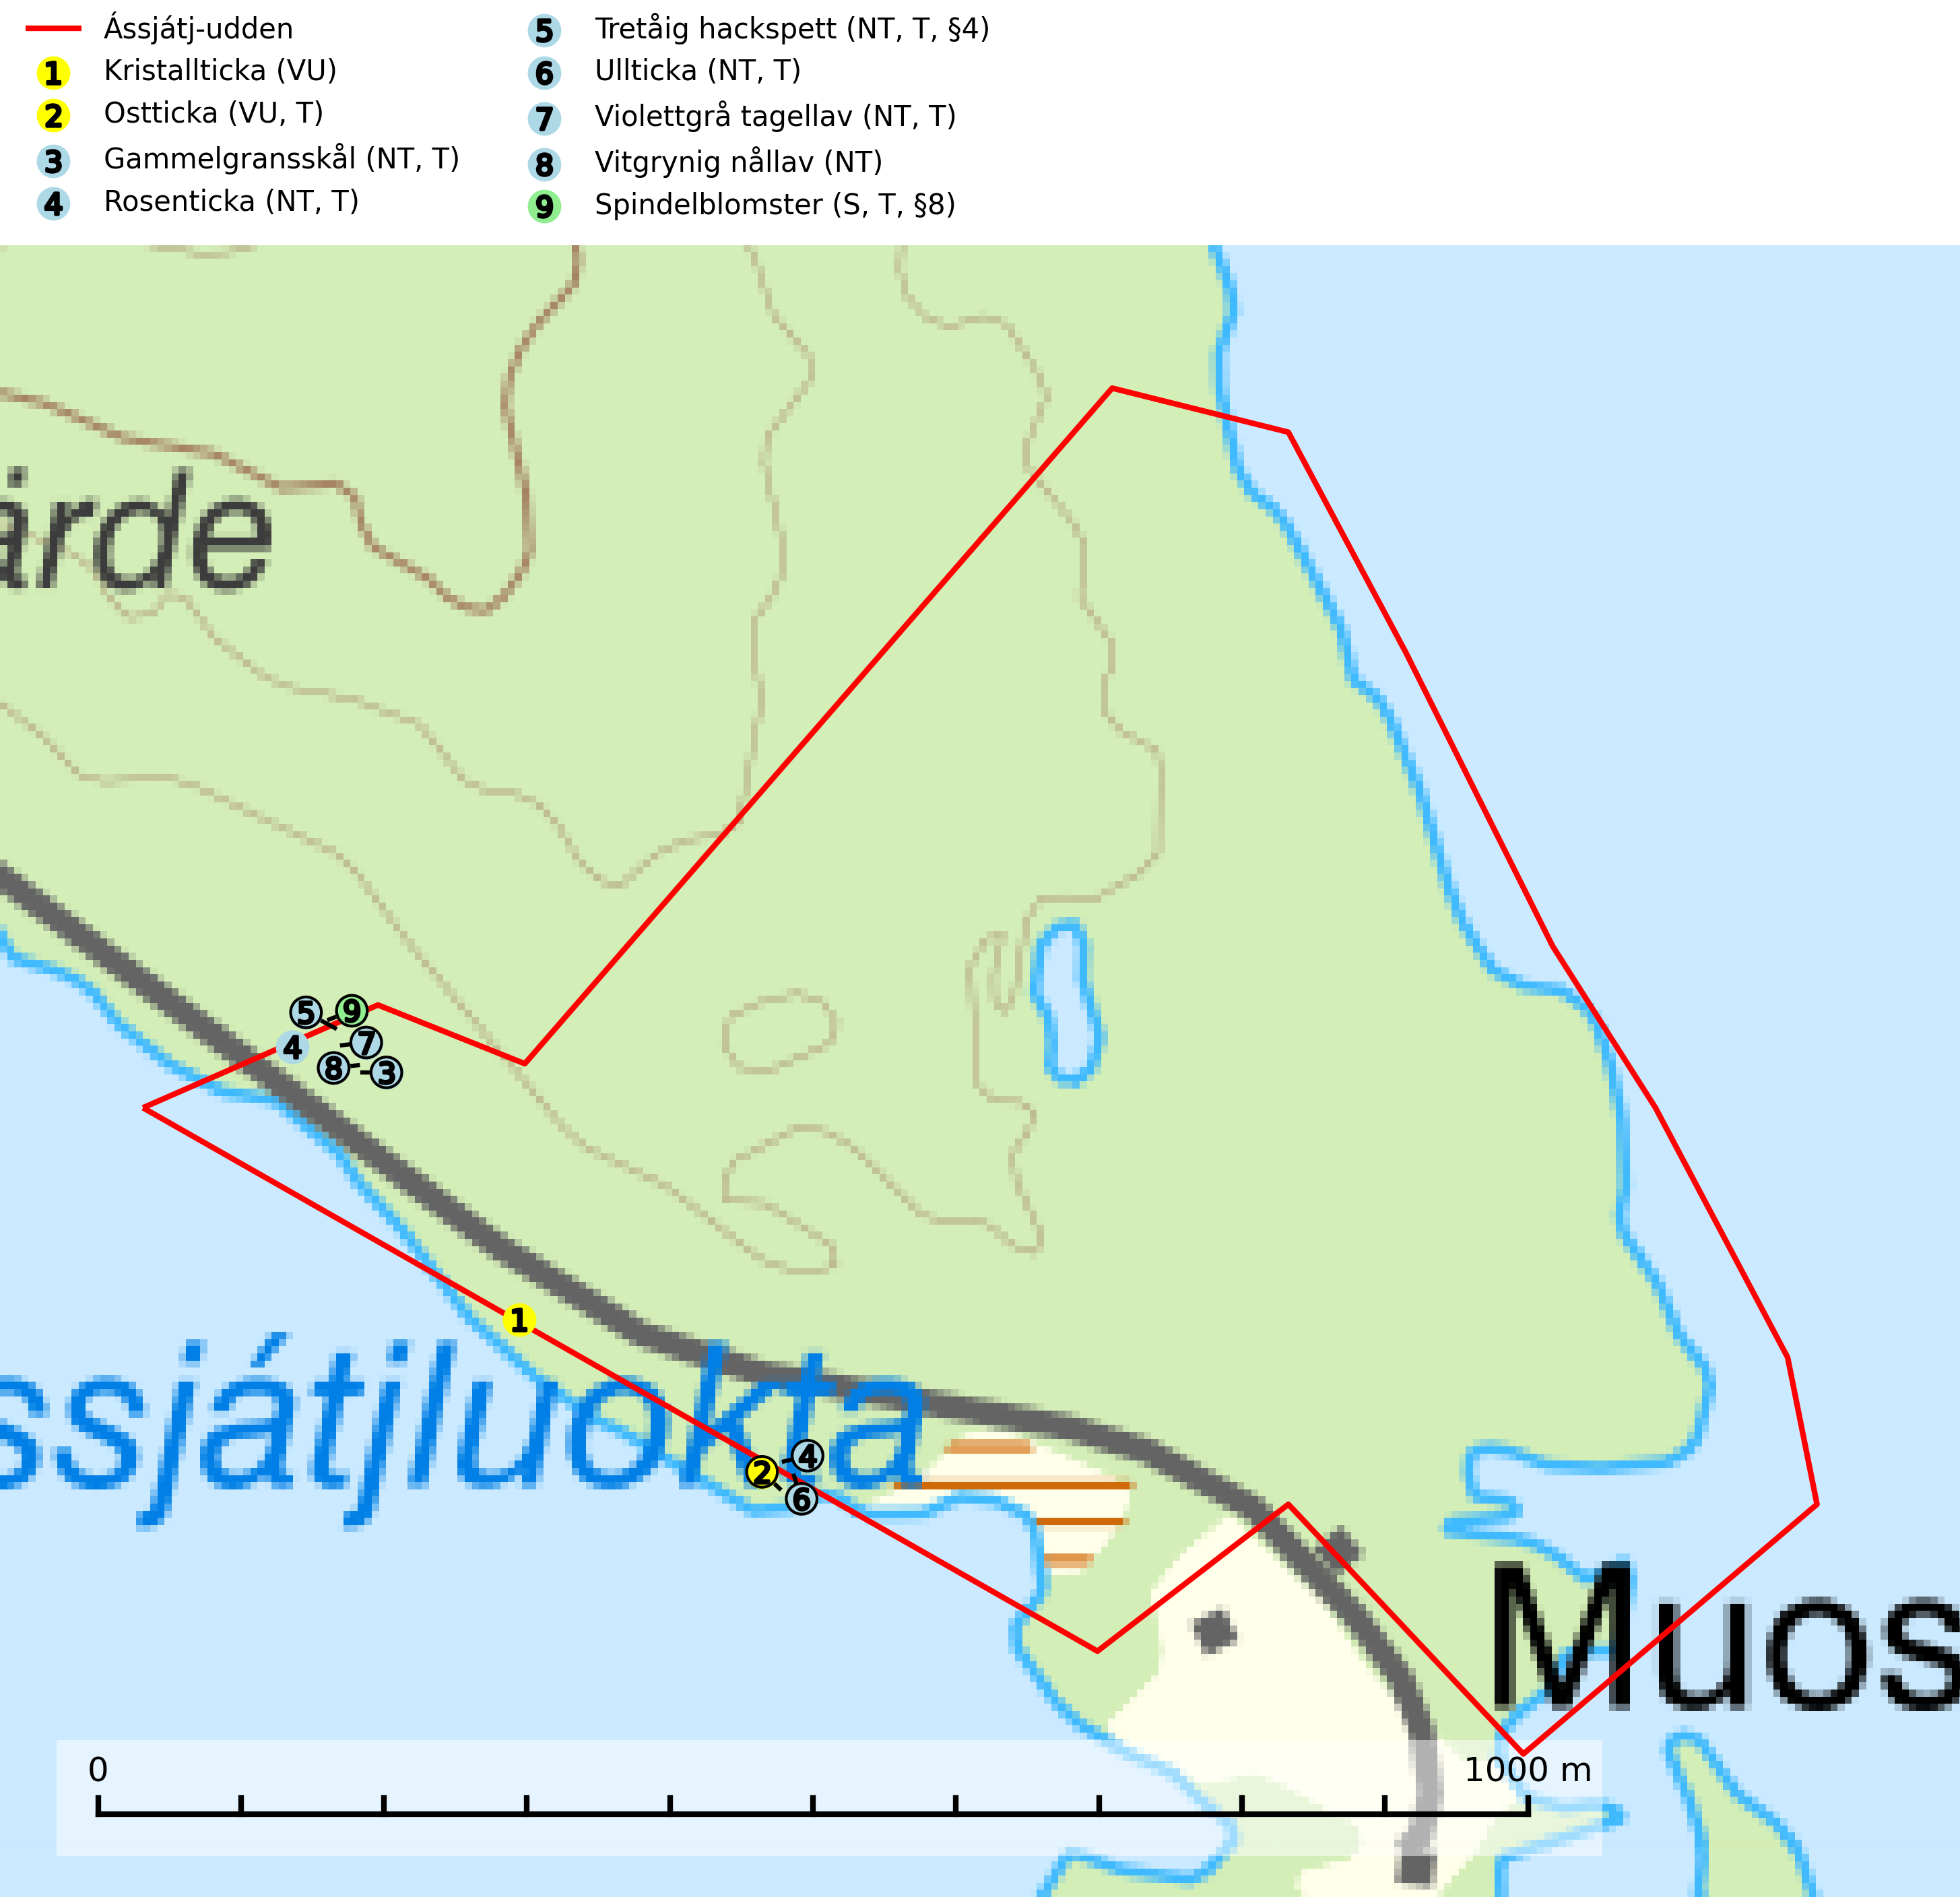 Ássjátj-udden
1 Kristallticka (VU)
2 Ostticka (VU, T)
3 Gammelgransskål (NT, T)
4 Rosenticka (NT, T)
5 Tretåig hackspett (NT, T, §4)
6 Ullticka (NT, T)
7 Violettgrå tagellav (NT, T)
8 Vitgrynig nållav (NT)
9 Spindelblomster (S, T, §8)
ärde
5 9
4 7
8 3
1
ssjátjluokta
2 4
6
Muos
0 1000 m